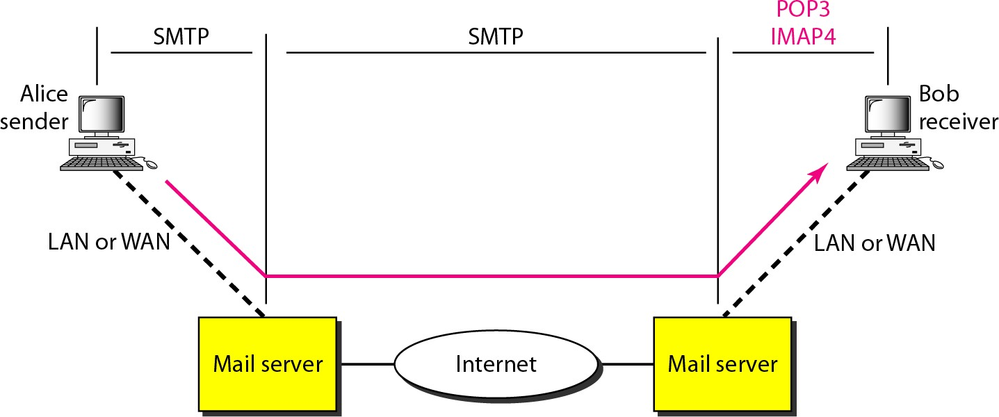 POP3
SMTP
SMTP
IMAP4
Alice
sender
Bob
receiver
LAN or WAN
LAN or WAN
Mail server
Internet
Mail server